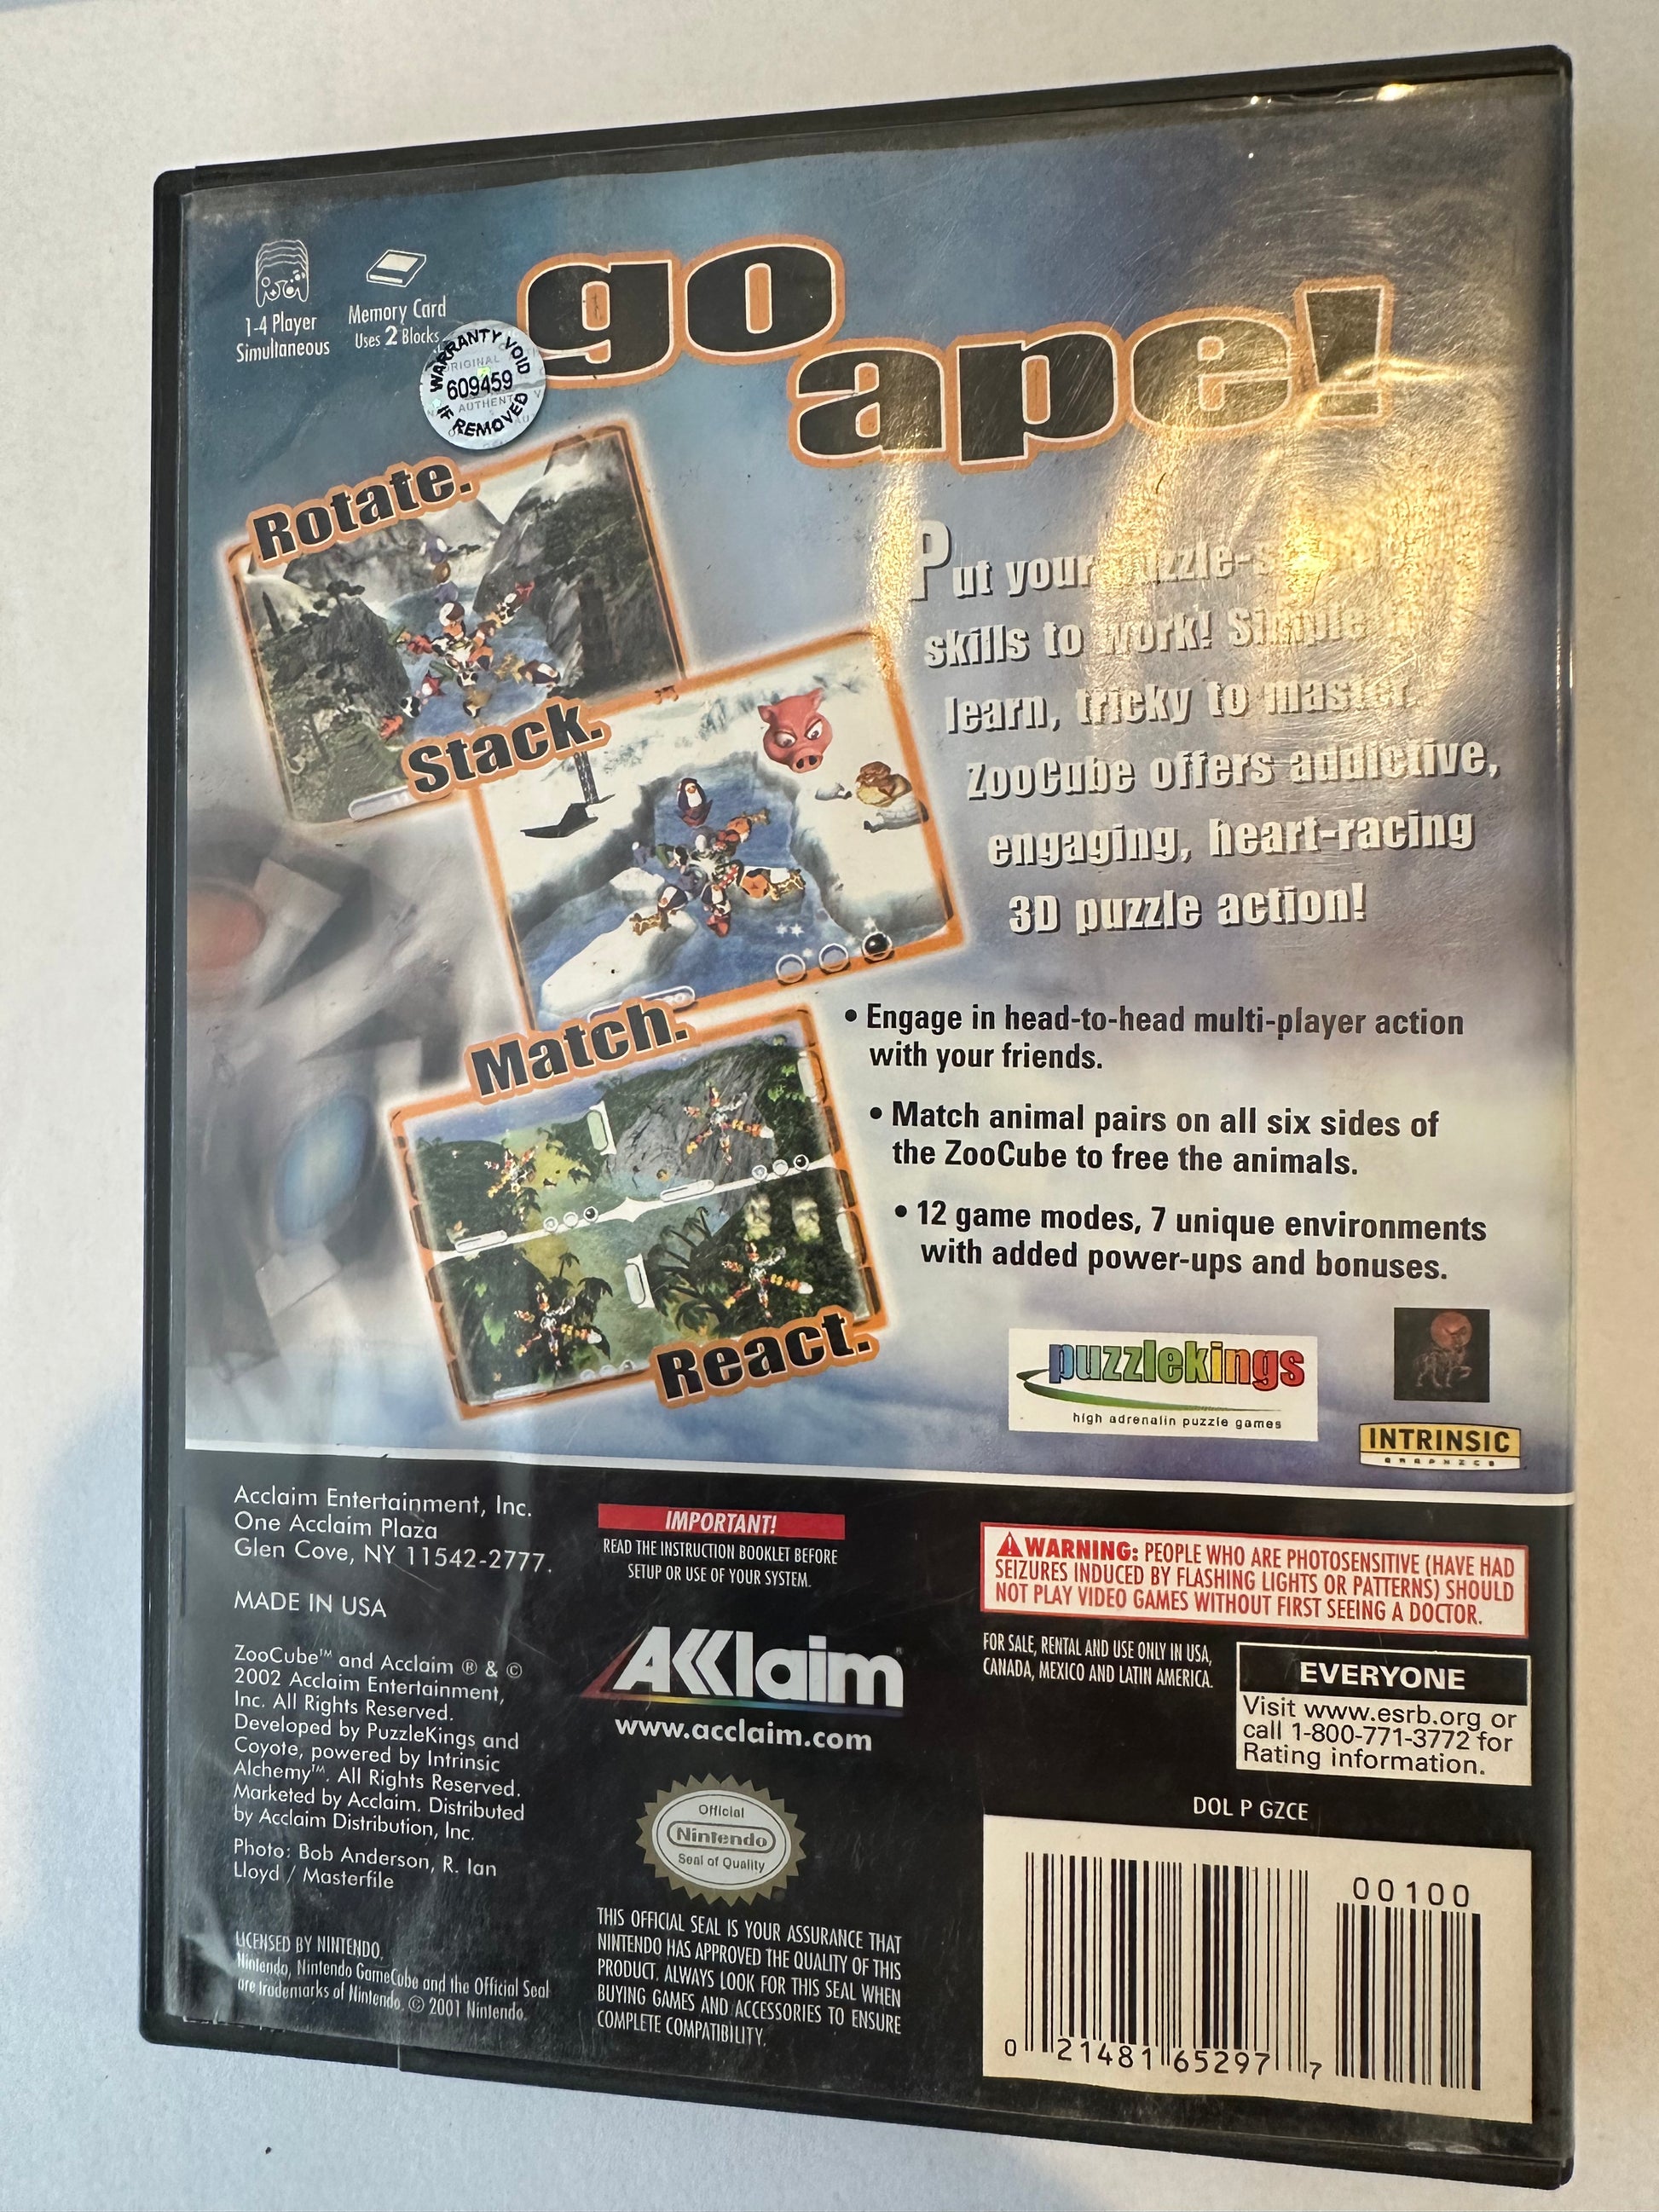 1-4 Player
Simultaneous
Memory Card
Uses 2 Blocks
WARRANTY VOID
ORIGINAL
609459
AUTHENT
IF REMOVED
go
ape!
Rotate.
Stack.
Match.
React.
Put your
skills to work! Simple
learn, tricky to master.
ZooCube offers addictive,
engaging, heart-racing
3D puzzle action!
• Engage in head-to-head multi-player action
with your friends.
• Match animal pairs on all six sides of
the ZooCube to free the animals.
• 12 game modes, 7 unique environments
with added power-ups and bonuses.
puzzlekings
high adrenalin puzzle games
INTRINSIC
GRAPHICS
Acclaim Entertainment, Inc.
One Acclaim Plaza
Glen Cove, NY 11542-2777.
MADE IN USA
ZooCube™ and Acclaim ® & ©
2002 Acclaim Entertainment,
Inc. All Rights Reserved.
Developed by PuzzleKings and
Coyote, powered by Intrinsic
Alchemy™. All Rights Reserved.
Marketed by Acclaim. Distributed
by Acclaim Distribution, Inc.
Photo: Bob Anderson, R. Ian
Lloyd / Masterfile
LICENSED BY NINTENDO,
Nintendo, Nintendo GameCube and the Official Seal
are trademarks of Nintendo. © 2001 Nintendo.
IMPORTANT!
READ THE INSTRUCTION BOOKLET BEFORE
SETUP OR USE OF YOUR SYSTEM.
AKKlaim
www.acclaim.com
Official
Nintendo
Seal of Quality
THIS OFFICIAL SEAL IS YOUR ASSURANCE THAT
NINTENDO HAS APPROVED THE QUALITY OF THIS
PRODUCT. ALWAYS LOOK FOR THIS SEAL WHEN
BUYING GAMES AND ACCESSORIES TO ENSURE
COMPLETE COMPATIBILITY.
WARNING: PEOPLE WHO ARE PHOTOSENSITIVE (HAVE HAD
SEIZURES INDUCED BY FLASHING LIGHTS OR PATTERNS) SHOULD
NOT PLAY VIDEO GAMES WITHOUT FIRST SEEING A DOCTOR.
FOR SALE, RENTAL AND USE ONLY IN USA,
CANADA, MEXICO AND LATIN AMERICA.
EVERYONE
Visit www.esrb.org or
call 1-800-771-3772 for
Rating information.
DOL P GZCE
00100
0 21481 65297 7